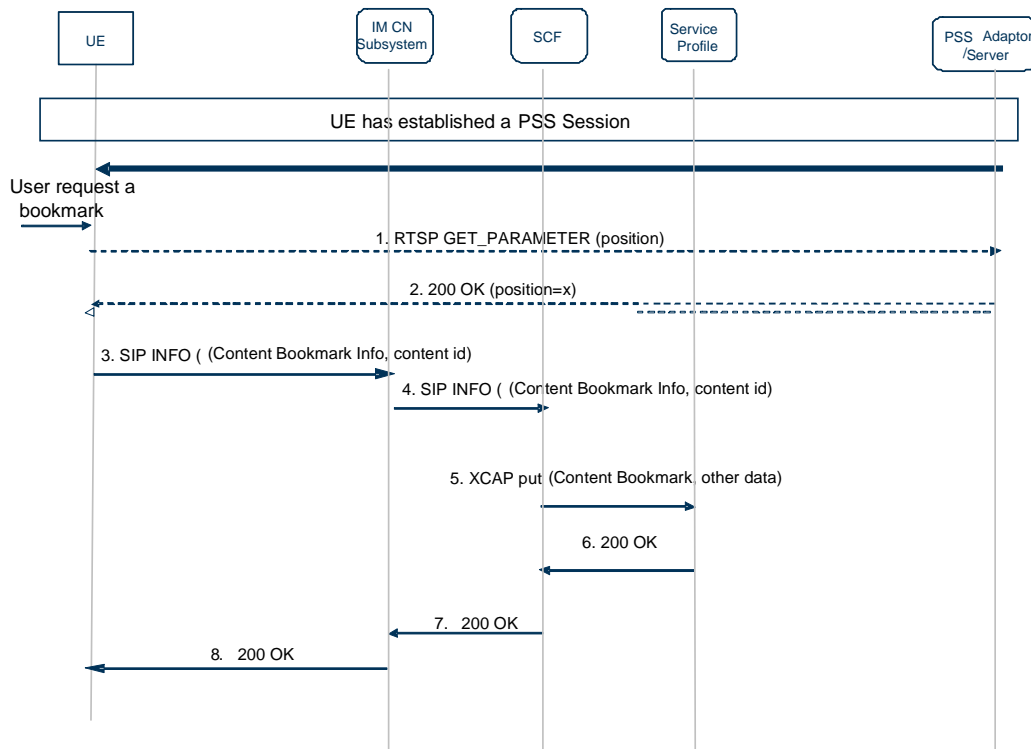 UE
IM CN
Subsystem
SCF
Service
Profile
PSS Adaptor
/Server
UE has established a PSS Session
User request a
bookmark
1. RTSP GET_PARAMETER (position)
2. 200 OK (position=x)
3. SIP INFO ( (Content Bookmark Info, content id)
4. SIP INFO ( (Content Bookmark Info, content id)
5. XCAP put (Content Bookmark, other data)
6. 200 OK
7. 200 OK
8. 200 OK